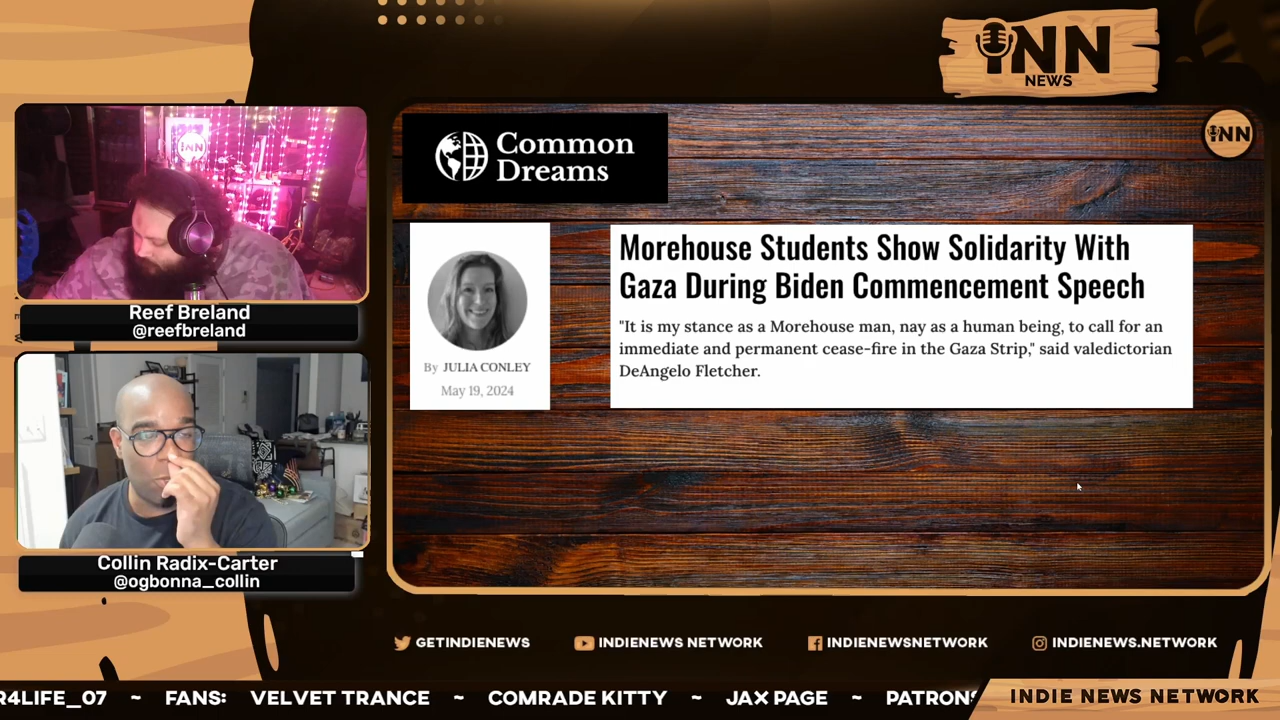 INN
NEWS
INN
Common
Dreams
Morehouse Students Show Solidarity With
Gaza During Biden Commencement Speech
"It is my stance as a Morehouse man, nay as a human being, to call for an
immediate and permanent cease-fire in the Gaza Strip," said valedictorian
DeAngelo Fletcher.
By JULIA CONLEY
May 19, 2024
INN
Reef Breland
@reefbreland
Collin Radix-Carter
@ogbonna_collin
GETINDIENEWS
INDIENEWS NETWORK
INDIENEWSNETWORK
INDIENEWS.NETWORK
R4LIFE_07 ~ FANS: VELVET TRANCE ~ COMRADE KITTY ~ JAX PAGE ~ PATRONS
INDIE NEWS NETWORK